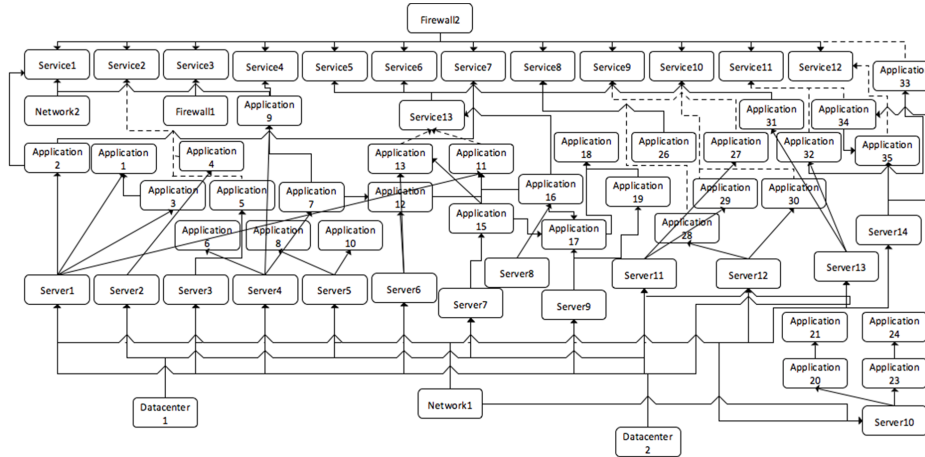 Firewall2
Service1
Service2
Service3
Service4
Service5
Service6
Service7
Service8
Service9
Service10
Service11
Service12
Application
33
Network2
Firewall1
Application
9
Service13
Application
31
Application
34
Application
2
Application
1
Application
4
Application
13
Application
11
Application
18
Application
26
Application
27
Application
32
Application
35
Application
3
Application
5
Application
7
Application
12
Application
16
Application
19
Application
29
Application
30
Application
6
Application
8
Application
10
Application
15
Application
17
Application
28
Server14
Server1
Server2
Server3
Server4
Server5
Server6
Server7
Server8
Server9
Server11
Server12
Server13
Application
21
Application
24
Application
20
Application
23
Datacenter
1
Network1
Datacenter
2
Server10